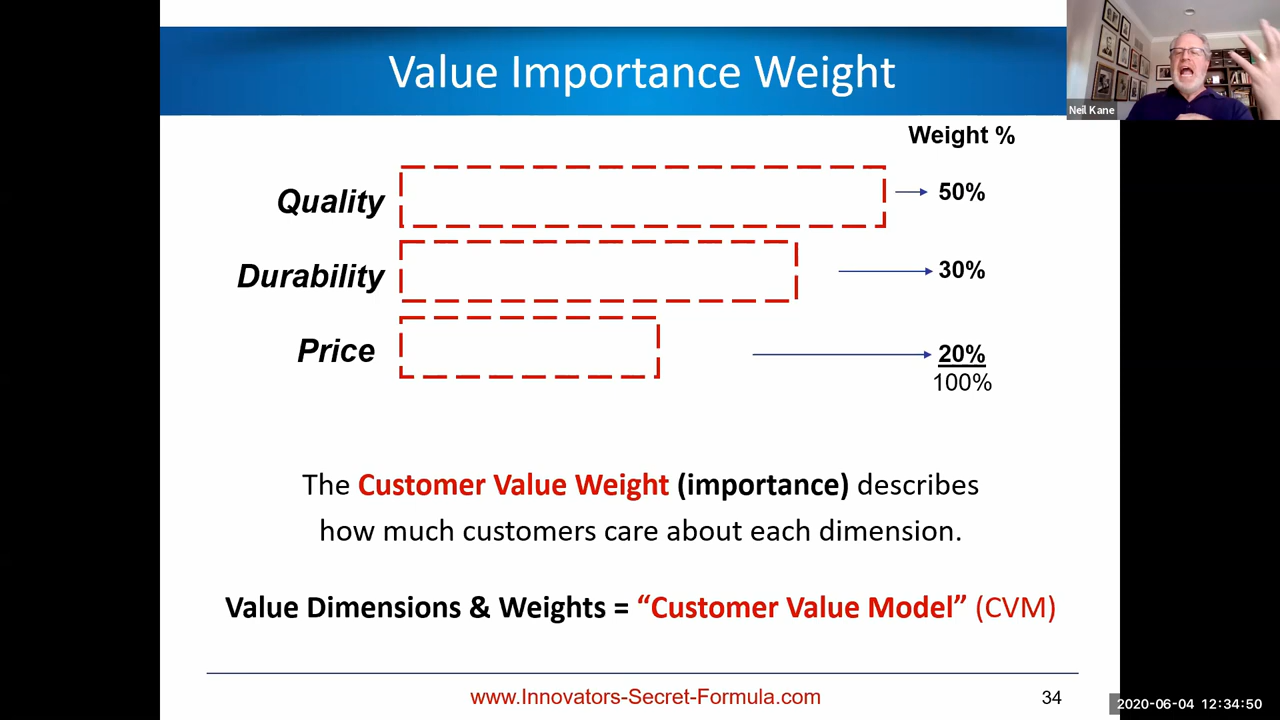 Value Importance Weight
Neil Kane
Weight %
Quality
50%
Durability
30%
Price
20%
100%
The Customer Value Weight (importance) describes
how much customers care about each dimension.
Value Dimensions & Weights = “Customer Value Model” (CVM)
www.Innovators-Secret-Formula.com
34
2020-06-04 12:34:50